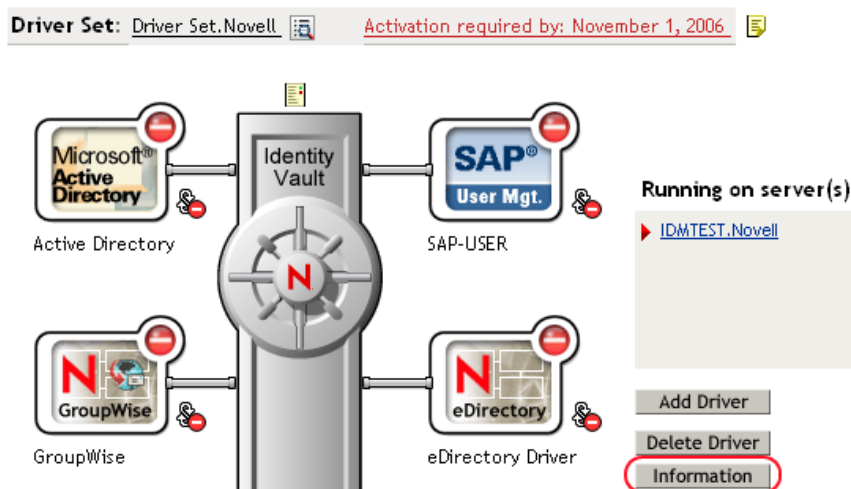 Driver Set: Driver Set.Novell Activation required by: November 1, 2006
Microsoft®
Active
Directory
Active Directory
Identity
Vault
N
SAP®
User Mgt.
SAP-USER
Running on server(s)
IDMTEST.Novell
N
GroupWise
GroupWise
N
eDirectory
eDirectory Driver
Add Driver
Delete Driver
Information